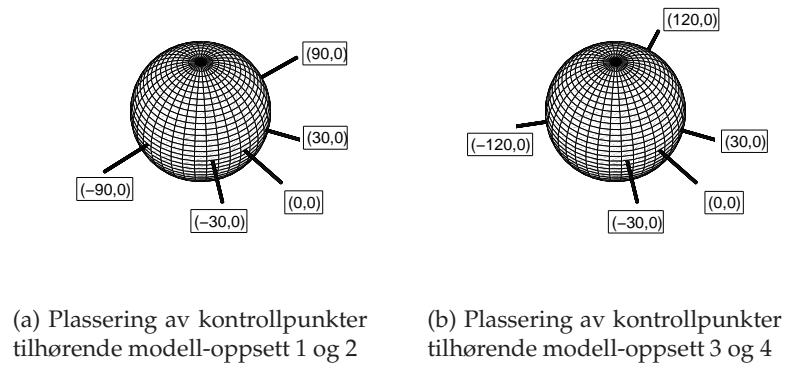 (90,0)
(30,0)
(−90,0)
(−30,0)
(0,0)
(120,0)
(−120,0)
(30,0)
(0,0)
(−30,0)
(a) Plassering av kontrollpunkter
tilhørende modell-oppsett 1 og 2
(b) Plassering av kontrollpunkter
tilhørende modell-oppsett 3 og 4